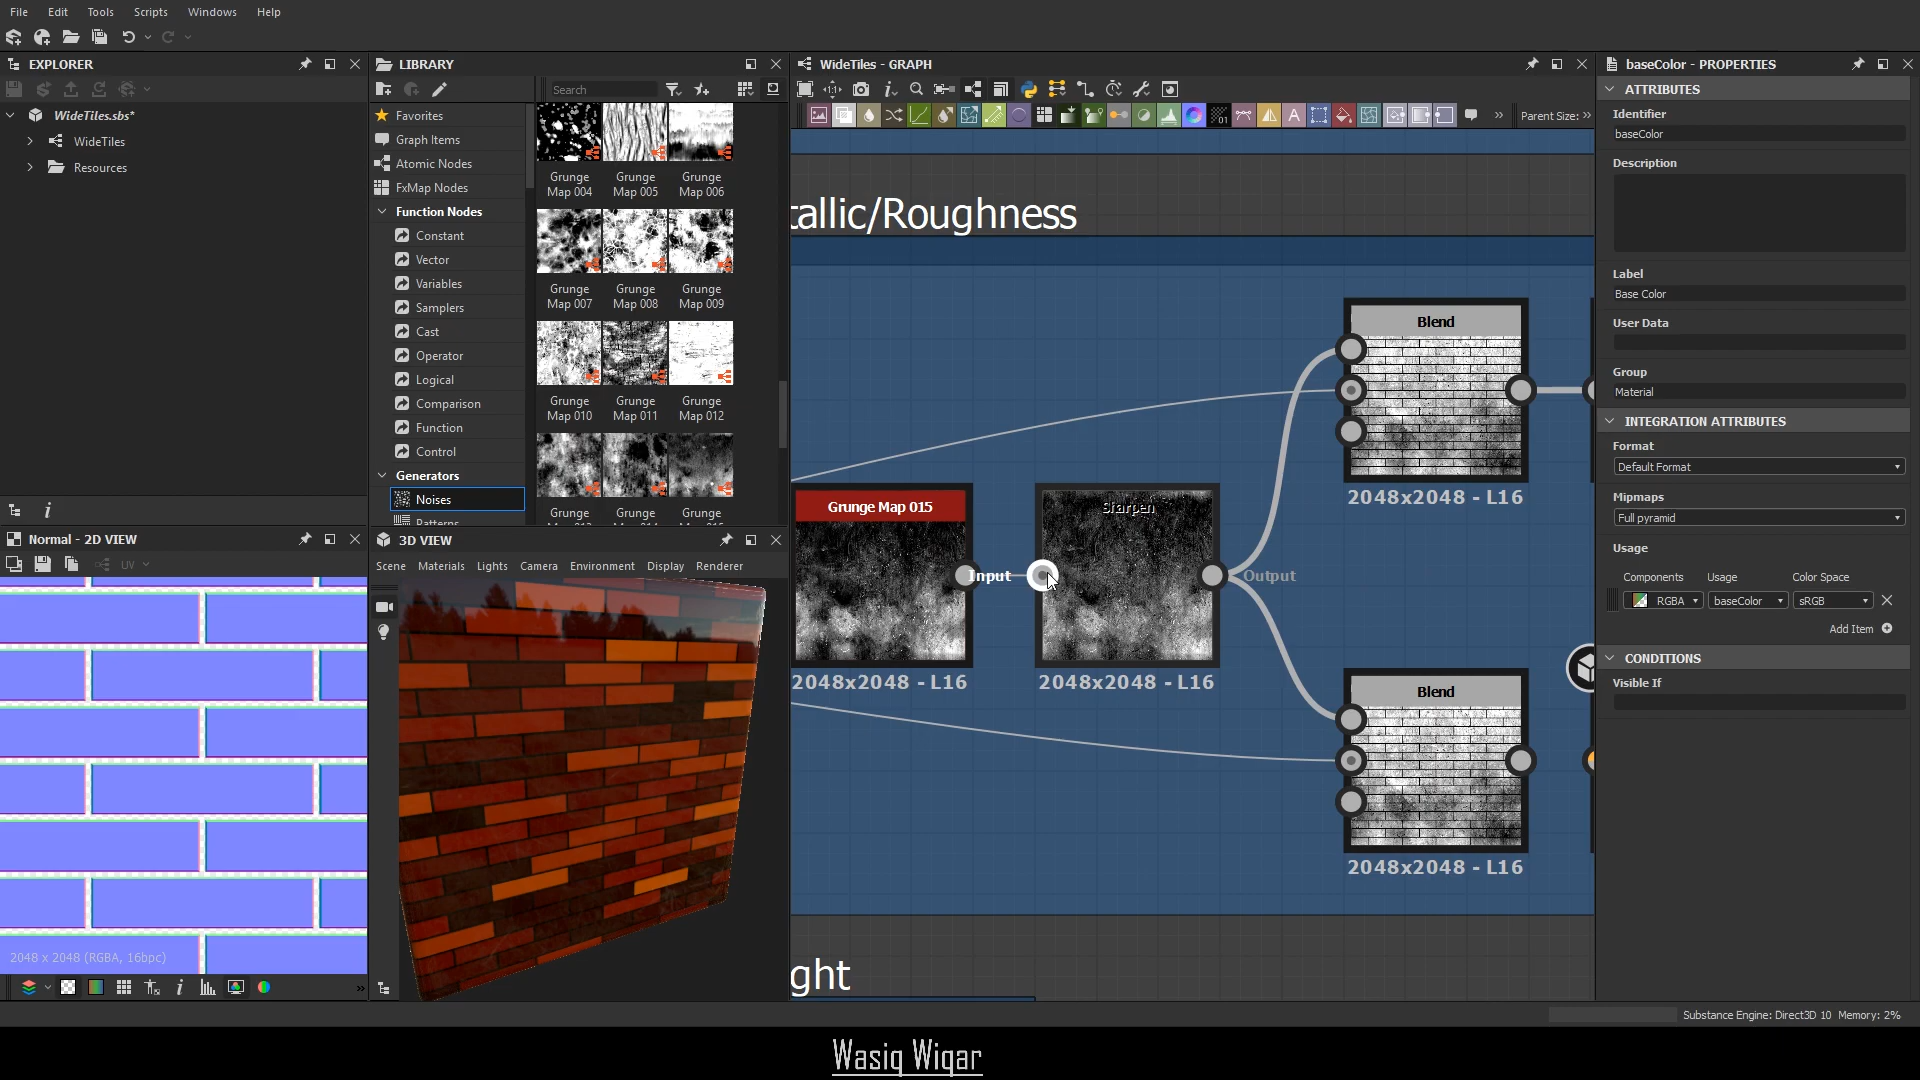 File Edit Tools Scripts Windows Help
EXPLORER
WideTiles.sbs*
WideTiles
Resources
LIBRARY
Search
Favorites
Graph Items
Atomic Nodes
FxMap Nodes
Function Nodes
Constant
Vector
Variables
Samplers
Cast
Operator
Logical
Comparison
Function
Control
Generators
Noises
Patterns
Grunge Map 004
Grunge Map 005
Grunge Map 006
Grunge Map 007
Grunge Map 008
Grunge Map 009
Grunge Map 010
Grunge Map 011
Grunge Map 012
Grunge
Grunge
Grunge
Normal - 2D VIEW
UV
2048 x 2048 (RGBA, 16bpc)
3D VIEW
Scene Materials Lights Camera Environment Display Renderer
WideTiles - GRAPH
1:1
01
Parent Size:
tallic/Roughness
Blend
2048x2048 - L16
Grunge Map 015
2048x2048 - L16
Input
Sharpen
2048x2048 - L16
Output
Blend
2048x2048 - L16
ght
baseColor - PROPERTIES
ATTRIBUTES
Identifier
baseColor
Description
Label
Base Color
User Data
Group
Material
INTEGRATION ATTRIBUTES
Format
Default Format
Mipmaps
Full pyramid
Usage
Components Usage Color Space
RGBA baseColor sRGB
Add Item
CONDITIONS
Visible If
Substance Engine: Direct3D 10 Memory: 2%
Wasiq Wiqar